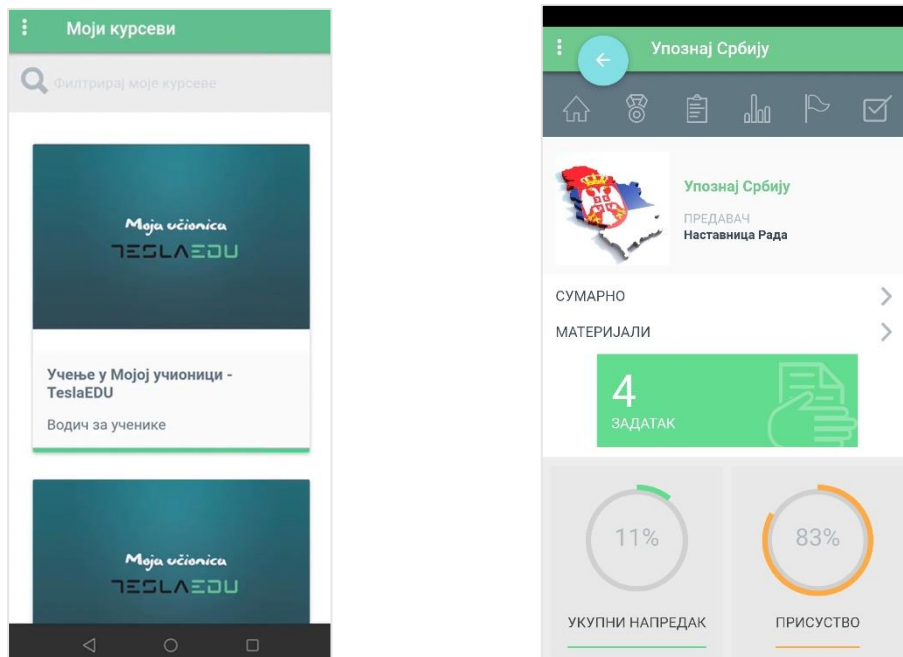 Моји курсеви
Филтрирај моје курсеве
Moja učionica
TESLAEDU
Учење у Мојој учионици -
TeslaEDU
Водич за ученике
Moja učionica
TESLAEDU
Упознај Србију
Упознај Србију
ПРЕДАВАЧ
Наставница Рада
СУМАРНО
МАТЕРИЈАЛИ
4
ЗАДАТАК
11%
83%
УКУПНИ НАПРЕДАК
ПРИСУСТВО